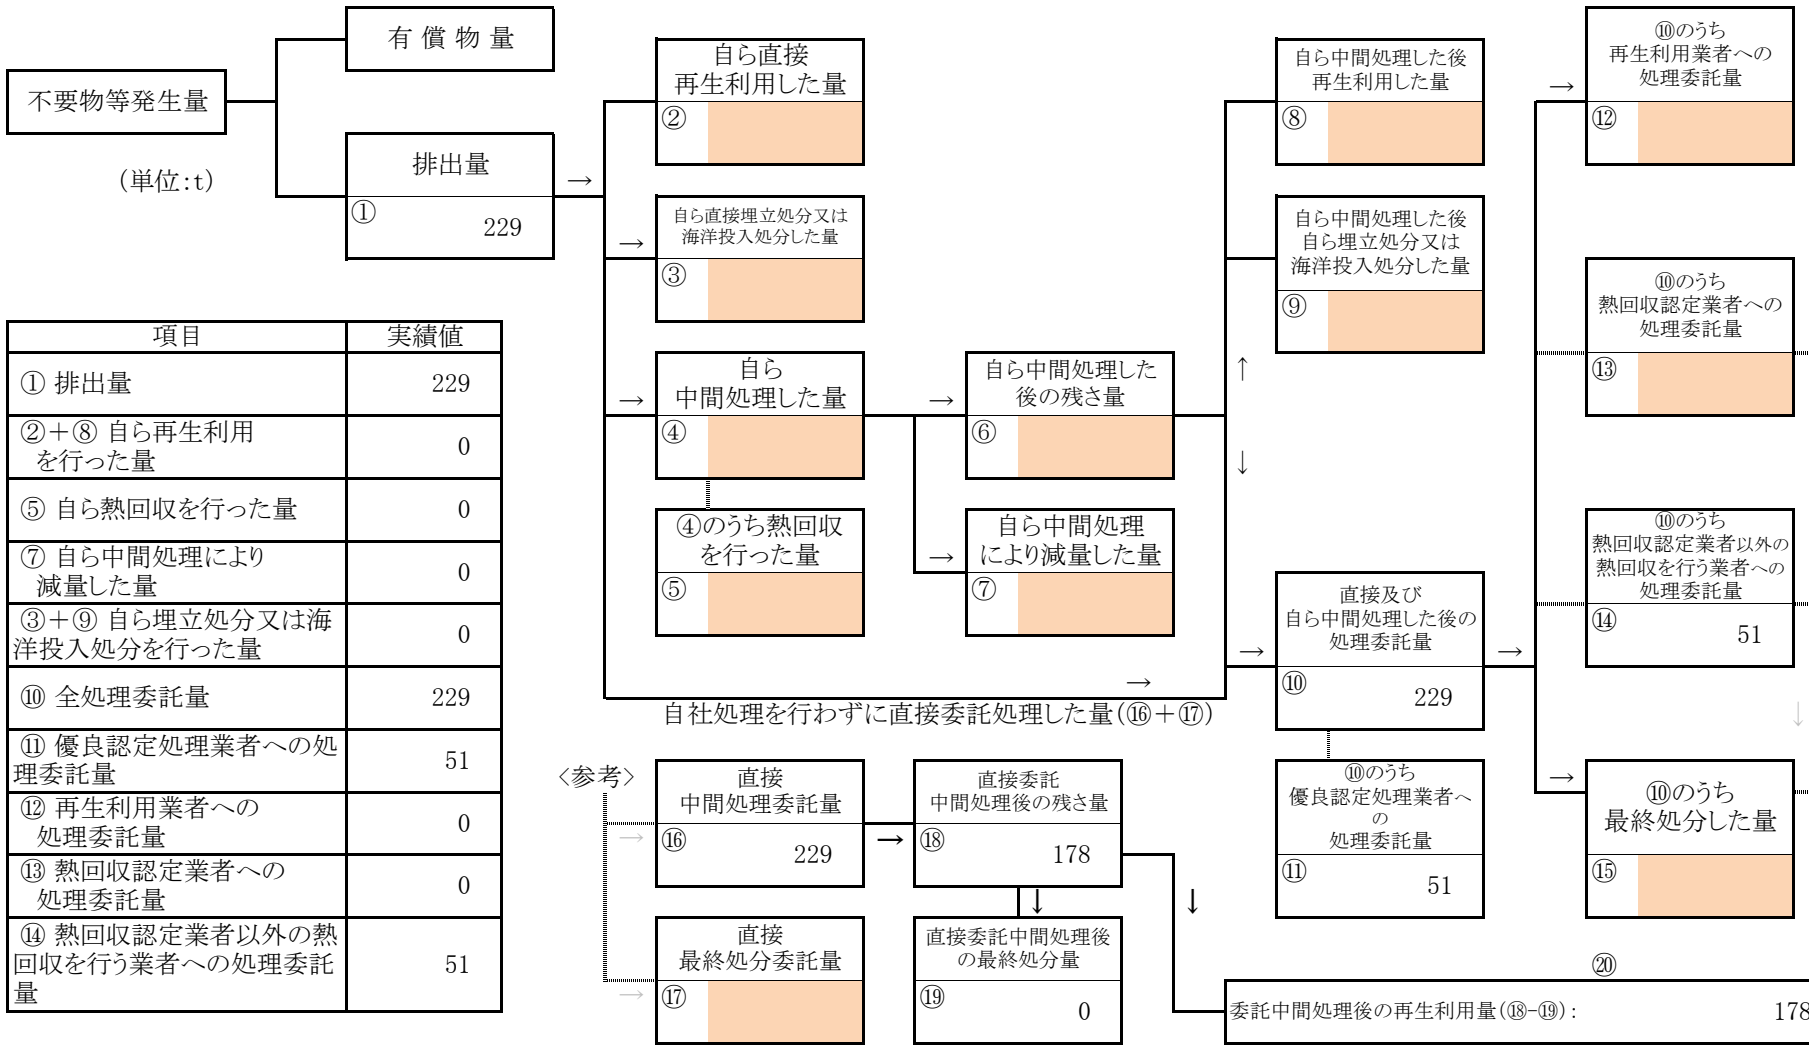 有 償 物 量
不要物等発生量
(単位:t)
排出量
①
229
→
自ら直接
再生利用した量
②
→
自ら直接埋立処分又は
海洋投入処分した量
③
→
自ら
中間処理した量
④
④のうち熱回収
を行った量
⑤
→
自ら中間処理した
後の残さ量
⑥
→
自ら中間処理
により減量した量
⑦
自ら中間処理した後
再生利用した量
⑧
自ら中間処理した後
自ら埋立処分又は
海洋投入処分した量
⑨
↑
↓
→
自社処理を行わずに直接委託処理した量(⑯+⑰)
→
直接及び
自ら中間処理した後の
処理委託量
⑩
229
→
⑩のうち
優良認定処理業者へ
の
処理委託量
⑪
51
→
⑩のうち
再生利用業者への
処理委託量
⑫
⑩のうち
熱回収認定業者への
処理委託量
⑬
⑩のうち
熱回収認定業者以外の
熱回収を行う業者への
処理委託量
⑭
51
↓
→
⑩のうち
最終処分した量
⑮
項目 実績値
① 排出量 229
②+⑧ 自ら再生利用
を行った量 0
⑤ 自ら熱回収を行った量 0
⑦ 自ら中間処理により
減量した量 0
③+⑨ 自ら埋立処分又は海
洋投入処分を行った量 0
⑩ 全処理委託量 229
⑪ 優良認定処理業者への処
理委託量 51
⑫ 再生利用業者への
処理委託量 0
⑬ 熱回収認定業者への
処理委託量 0
⑭ 熱回収認定業者以外の熱
回収を行う業者への処理委託
量 51
〈参考〉
→
直接
中間処理委託量
⑯
229
→
直接委託
中間処理後の残さ量
⑱
178
↓
↓
→
直接
最終処分委託量
⑰
直接委託中間処理後
の最終処分量
⑲
0
⑳
委託中間処理後の再生利用量(⑱-⑲): 178